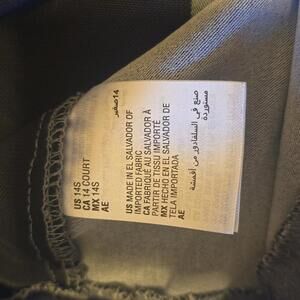 US 14S
CA 14 COURT
MX 14S
AE
14 صغير
US MADE IN EL SALVADOR OF
IMPORTED FABRIC
CA FABRIQUÉ AU SALVADOR À
PARTIR DE TISSU IMPORTÉ
MX HECHO EN EL SALVADOR DE
TELA IMPORTADA
AE
صنع في السلفادور من أقمشة
مستوردة